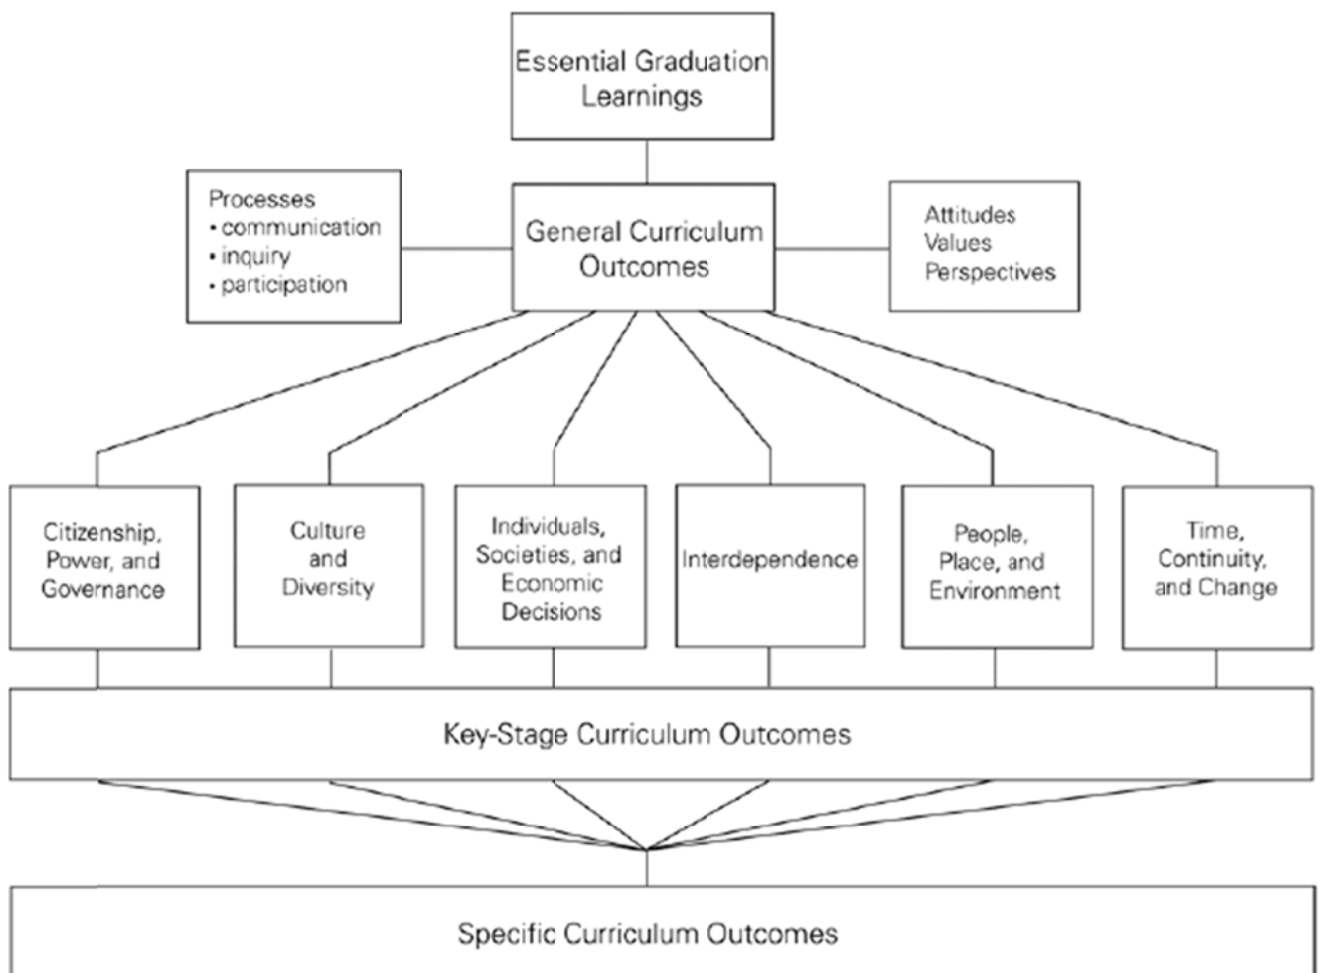 Essential Graduation
Learnings
Processes
• communication
• inquiry
• participation
General Curriculum
Outcomes
Attitudes
Values
Perspectives
Citizenship,
Power, and
Governance
Culture
and
Diversity
Individuals,
Societies, and
Economic
Decisions
Interdependence
People,
Place, and
Environment
Time,
Continuity,
and Change
Key-Stage Curriculum Outcomes
Specific Curriculum Outcomes